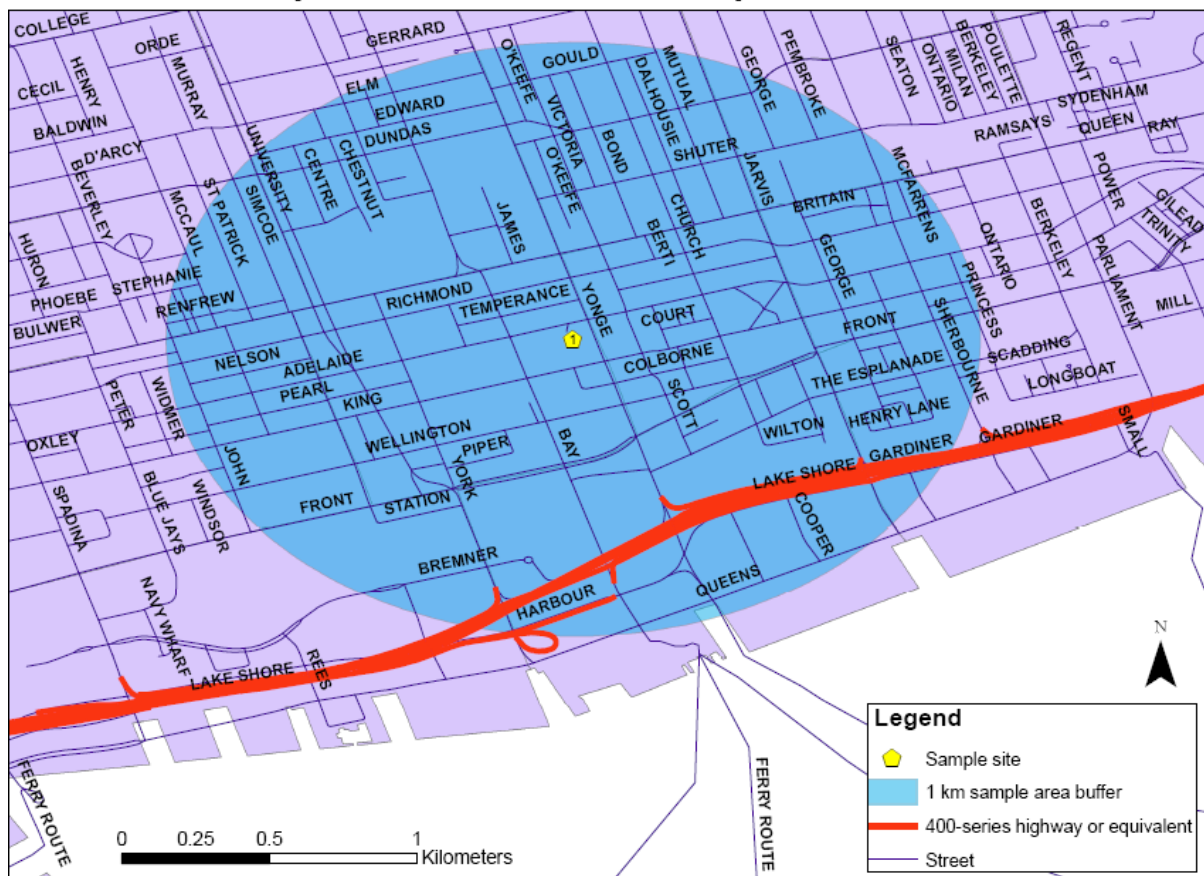 COLLEGE
ORDE
GERRARD
O'KEEFE
GOULD
MUTUAL
GEORGE
PEMBROKE
SEATON
ONTARIO
MILAN
BERKELEY
POULETTE
REGENT
CECIL
HENRY
MURRAY
ELM
EDWARD
DUNDAS
VICTORIA
O'KEEFE
BOND
DALHOUSIE
SHUTER
JARVIS
RAMSAYS
SYDENHAM
QUEEN
RAY
BALDWIN
D'ARCY
BEVERLEY
MCCAUL
ST PATRICK
SIMCOE
UNIVERSITY
CENTRE
CHESTNUT
JAMES
BERTI
CHURCH
BRITAIN
MCFARRENS
POWER
GILEAD
TRINITY
HURON
PHOEBE
STEPHANIE
BULWER
RENFREW
RICHMOND
TEMPERANCE
YONGE
COURT
GEORGE
FRONT
PRINCESS
ONTARIO
BERKELEY
PARLIAMENT
MILL
1
NELSON
ADELAIDE
PEARL
KING
COLBORNE
SCOTT
THE ESPLANADE
SHERBOURNE
SCADDING
LONGBOAT
OXLEY
PETER
WIDMER
JOHN
WELLINGTON
PIPER
YORK
BAY
WILTON
HENRY LANE
SMALL
SPADINA
BLUE JAYS
WINDSOR
FRONT
STATION
LAKE SHORE
GARDINER
GARDINER
COOPER
BREMNER
HARBOUR
QUEENS
NAVY WHARF
REES
LAKE SHORE
FERRY ROUTE
FERRY ROUTE
N
0 0.25 0.5 1
Kilometers
Legend
Sample site
1 km sample area buffer
400-series highway or equivalent
Street